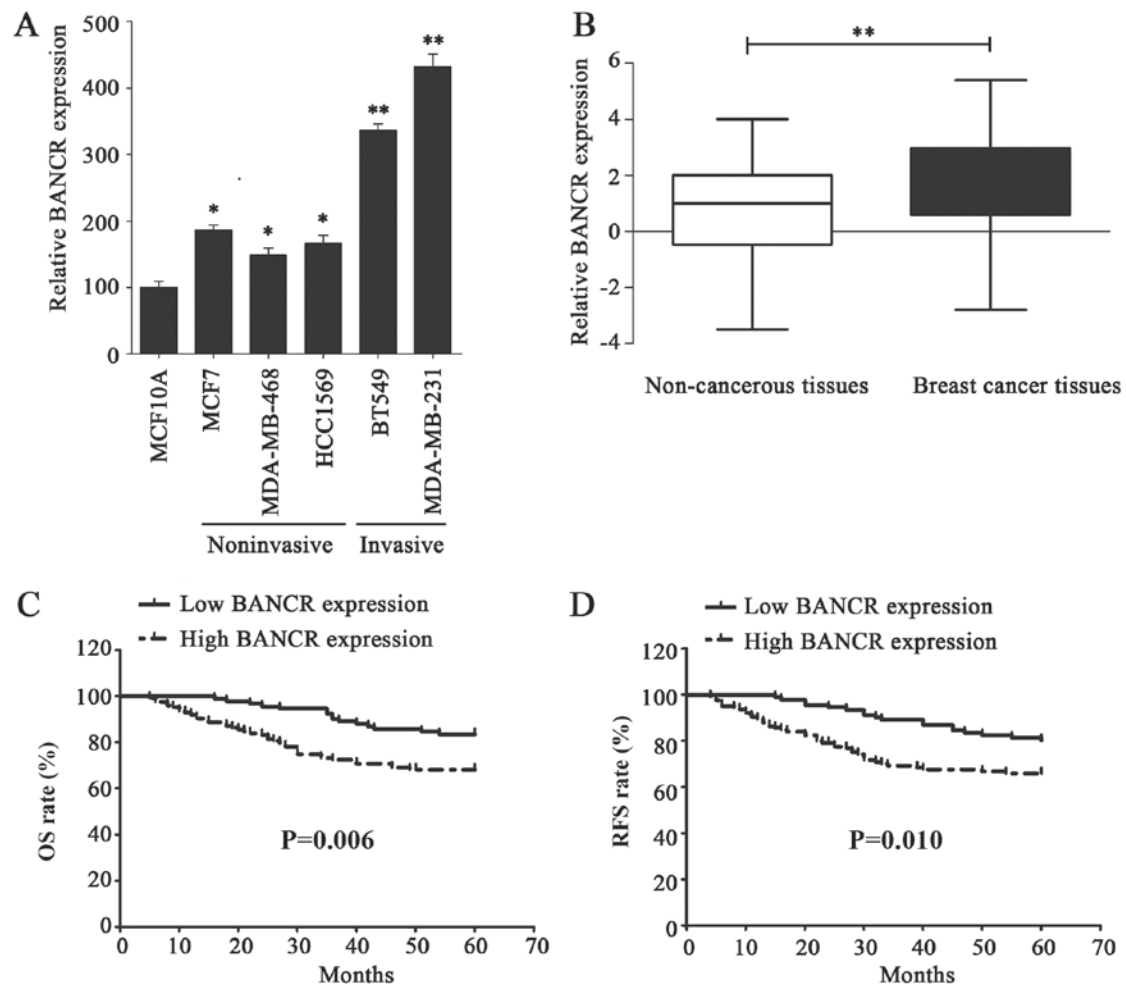 A
Relative BANCR expression
500
400
300
200
100
0
*
*
*
**
**
MCF10A
MCF7
MDA-MB-468
HCC1569
BT549
MDA-MB-231
Noninvasive
Invasive
B
**
Relative BANCR expression
6
4
2
0
-2
-4
Non-cancerous tissues
Breast cancer tissues
C
Low BANCR expression
High BANCR expression
OS rate (%)
120
100
80
60
40
20
0
P=0.006
0 10 20 30 40 50 60 70
Months
D
Low BANCR expression
High BANCR expression
RFS rate (%)
120
100
80
60
40
20
0
P=0.010
0 10 20 30 40 50 60 70
Months